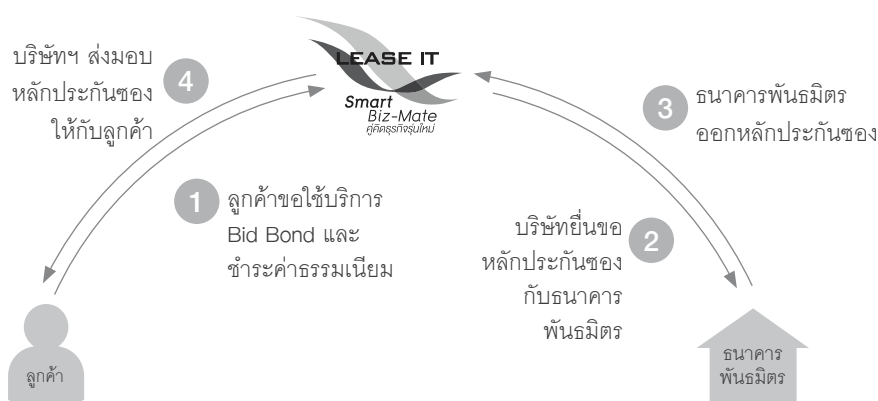 LEASE IT
Smart
Biz-Mate
คู่คิดธุรกิจรุ่นใหม่
บริษัทฯ ส่งมอบ
หลักประกันซอง
ให้กับลูกค้า
4
3
ธนาคารพันธมิตร
ออกหลักประกันซอง
1
ลูกค้าขอใช้บริการ
Bid Bond และ
ชำระค่าธรรมเนียม
บริษัทยื่นขอ
หลักประกันซอง
กับธนาคาร
พันธมิตร
2
ลูกค้า
ธนาคาร
พันธมิตร